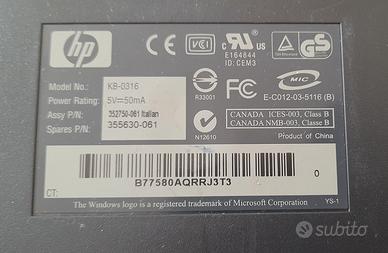 hp
CE
VCI
c UL US
E164844
ID: CEM3
GS
R33001
FC
MIC
E-C012-03-5116 (B)
Model No.: KB-0316
Power Rating: 5V⎓50mA
Assy P/N: 352750-061 Italian
Spares P/N: 355630-061
N12610
CANADA ICES-003, Class B
CANADA NMB-003, Classe B
Product of China
B77580AQRRJ3T3
0
CT:
The Windows logo is a registered trademark of Microsoft Corporation
YS-1
subito